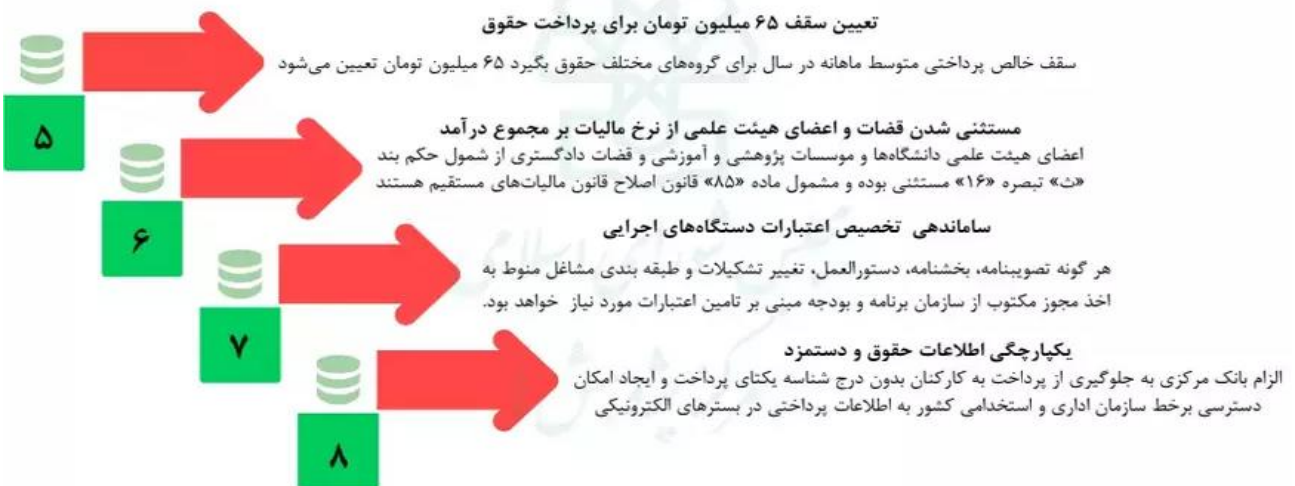 تعیین سقف ۶۵ میلیون تومان برای پرداخت حقوق
سقف خالص پرداختی متوسط ماهانه در سال برای گروه‌های مختلف حقوق بگیرد ۶۵ میلیون تومان تعیین می‌شود
۵
مستثنی شدن قضات و اعضای هیئت علمی از نرخ مالیات بر مجموع درآمد
اعضای هیئت علمی دانشگاه‌ها و موسسات پژوهشی و آموزشی و قضات دادگستری از شمول حکم بند
«ث» تبصره «۱۶» مستثنی بوده و مشمول ماده «۸۵» قانون اصلاح قانون مالیات‌های مستقیم هستند
۶
ساماندهی تخصیص اعتبارات دستگاه‌های اجرایی
هر گونه تصویبنامه، بخشنامه، دستورالعمل، تغییر تشکیلات و طبقه بندی مشاغل منوط به
اخذ مجوز مکتوب از سازمان برنامه و بودجه مبنی بر تامین اعتبارات مورد نیاز خواهد بود.
۷
یکپارچگی اطلاعات حقوق و دستمزد
الزام بانک مرکزی به جلوگیری از پرداخت به کارکنان بدون درج شناسه یکتای پرداخت و ایجاد امکان
دسترسی برخط سازمان اداری و استخدامی کشور به اطلاعات پرداختی در بسترهای الکترونیکی
۸